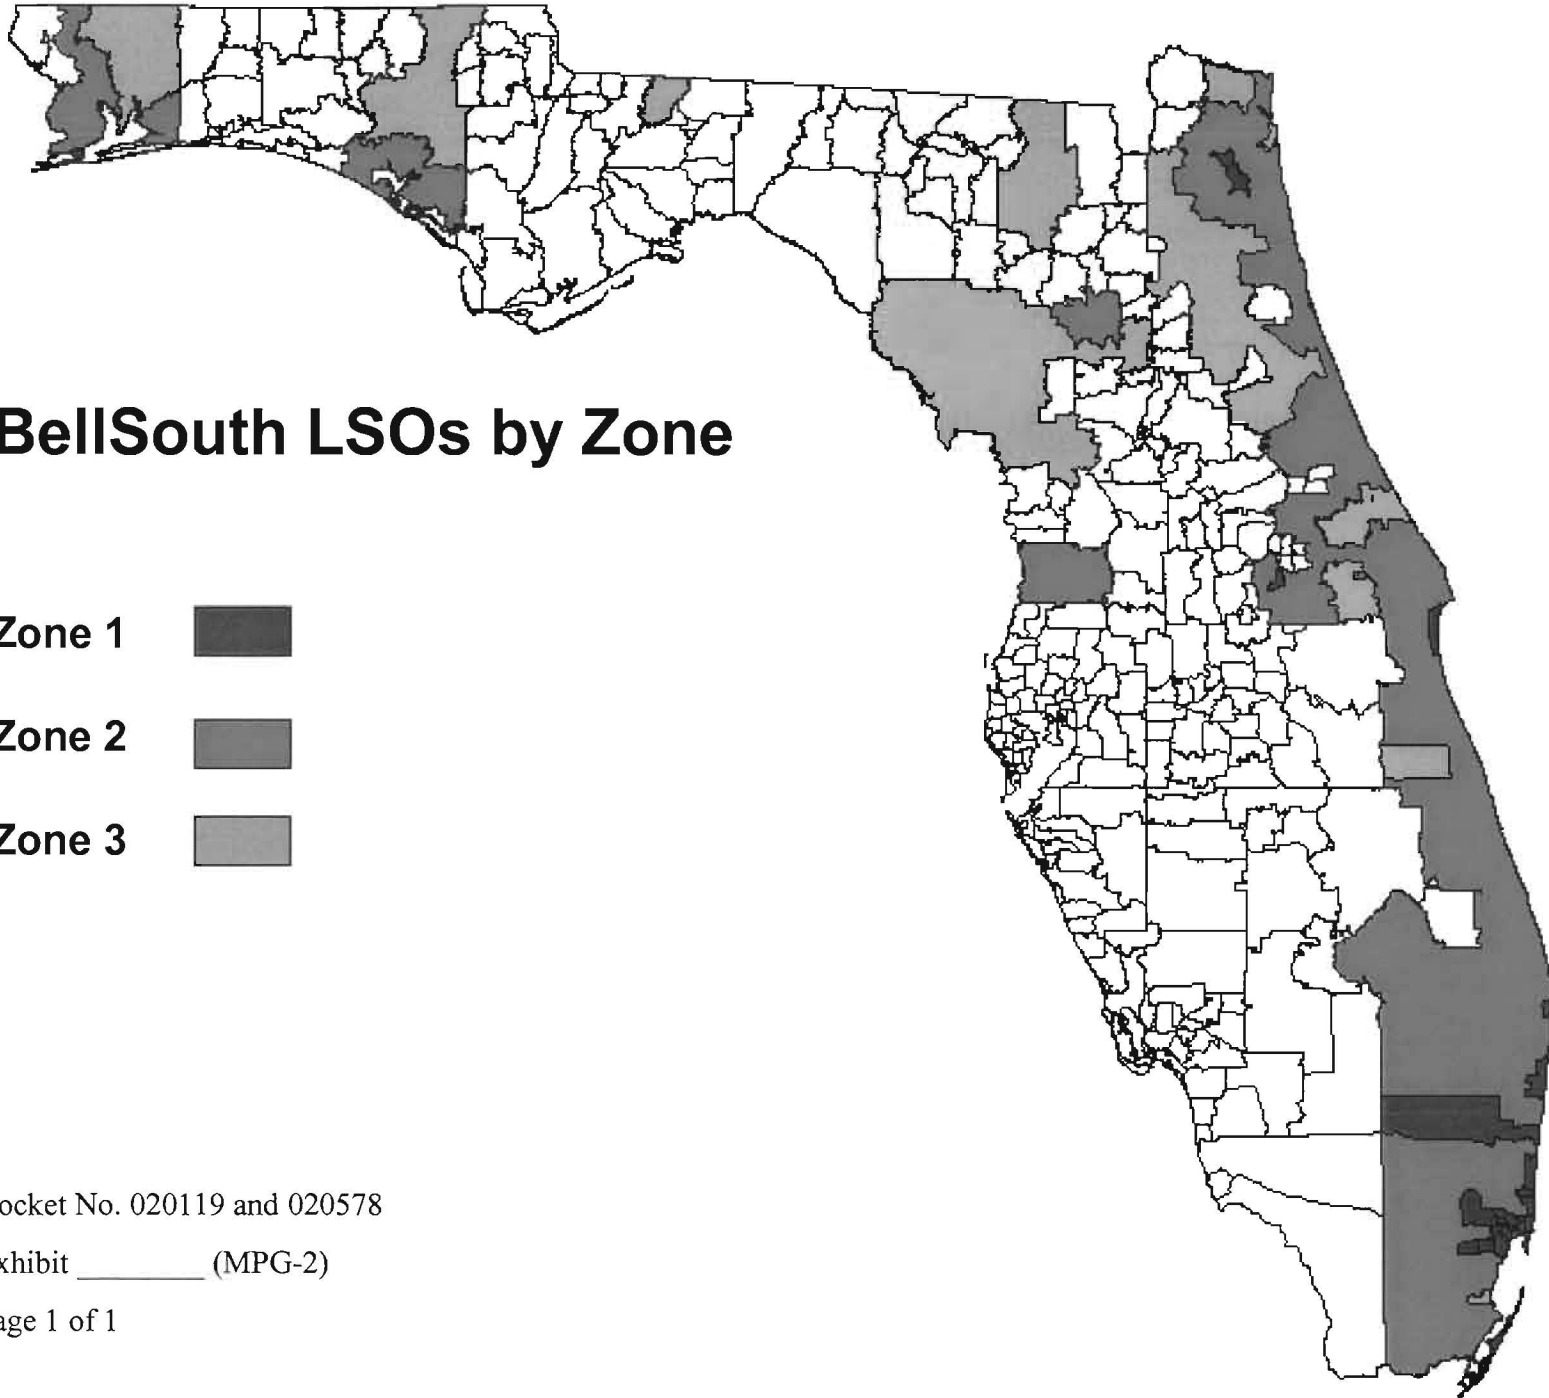 BellSouth LSOs by Zone
Zone 1
Zone 2
Zone 3
ocket No. 020119 and 020578
xhibit ________ (MPG-2)
age 1 of 1